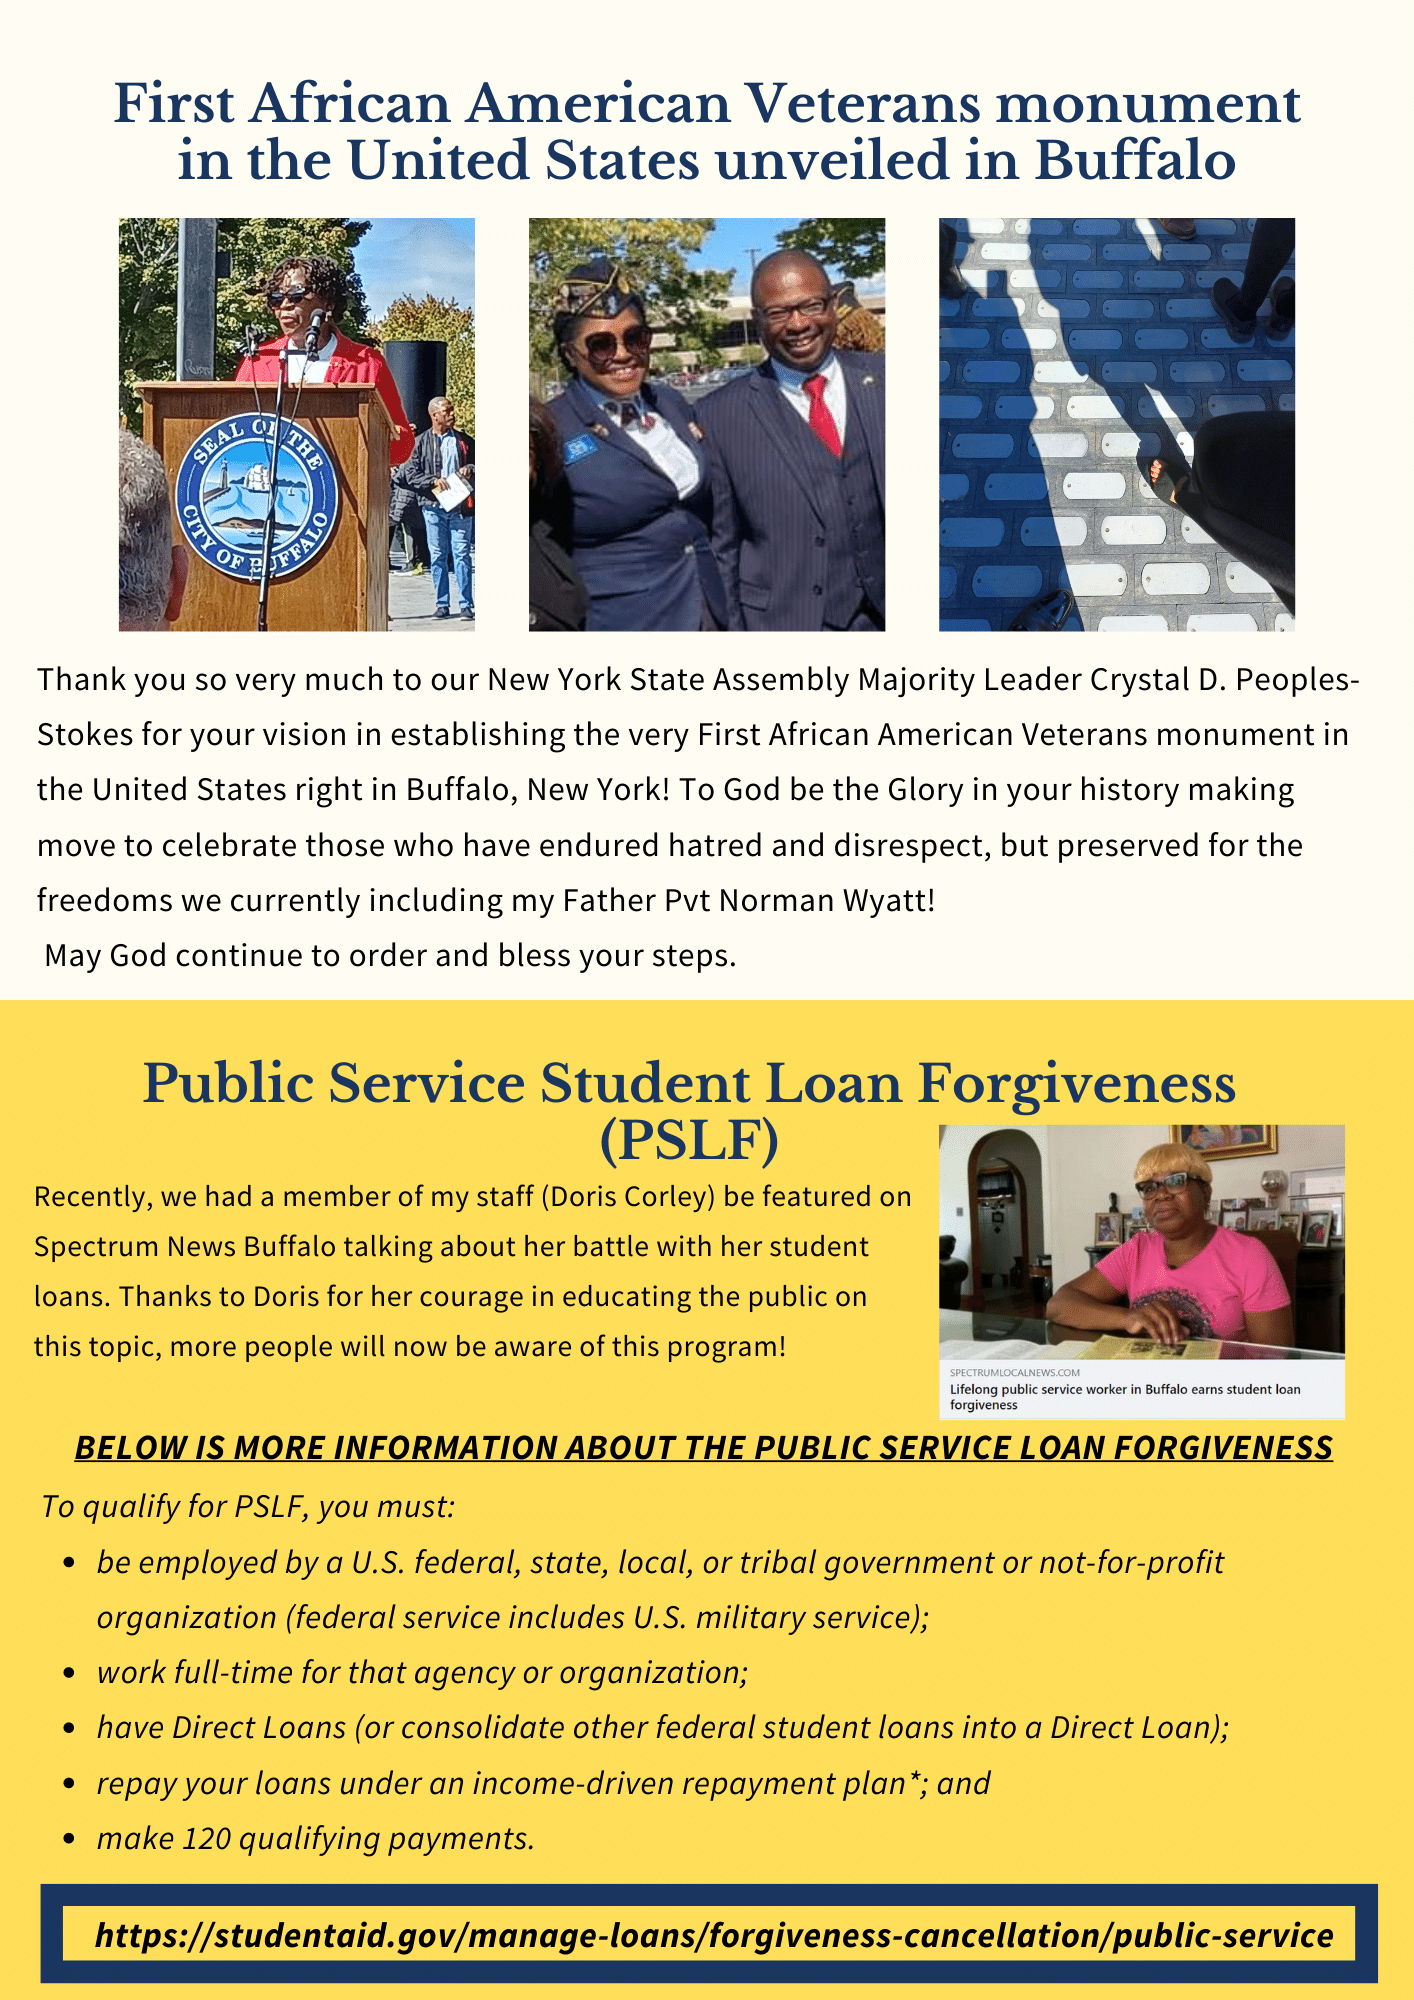 First African American Veterans monument
in the United States unveiled in Buffalo
SEAL OF THE
CITY OF BUFFALO
Thank you so very much to our New York State Assembly Majority Leader Crystal D. Peoples-
Stokes for your vision in establishing the very First African American Veterans monument in
the United States right in Buffalo, New York! To God be the Glory in your history making
move to celebrate those who have endured hatred and disrespect, but preserved for the
freedoms we currently including my Father Pvt Norman Wyatt!
May God continue to order and bless your steps.
Public Service Student Loan Forgiveness
(PSLF)
Recently, we had a member of my staff (Doris Corley) be featured on
Spectrum News Buffalo talking about her battle with her student
loans. Thanks to Doris for her courage in educating the public on
this topic, more people will now be aware of this program!
SPECTRUMLOCALNEWS.COM
Lifelong public service worker in Buffalo earns student loan
forgiveness
BELOW IS MORE INFORMATION ABOUT THE PUBLIC SERVICE LOAN FORGIVENESS
To qualify for PSLF, you must:
• be employed by a U.S. federal, state, local, or tribal government or not-for-profit
organization (federal service includes U.S. military service);
• work full-time for that agency or organization;
• have Direct Loans (or consolidate other federal student loans into a Direct Loan);
• repay your loans under an income-driven repayment plan*; and
• make 120 qualifying payments.
https://studentaid.gov/manage-loans/forgiveness-cancellation/public-service